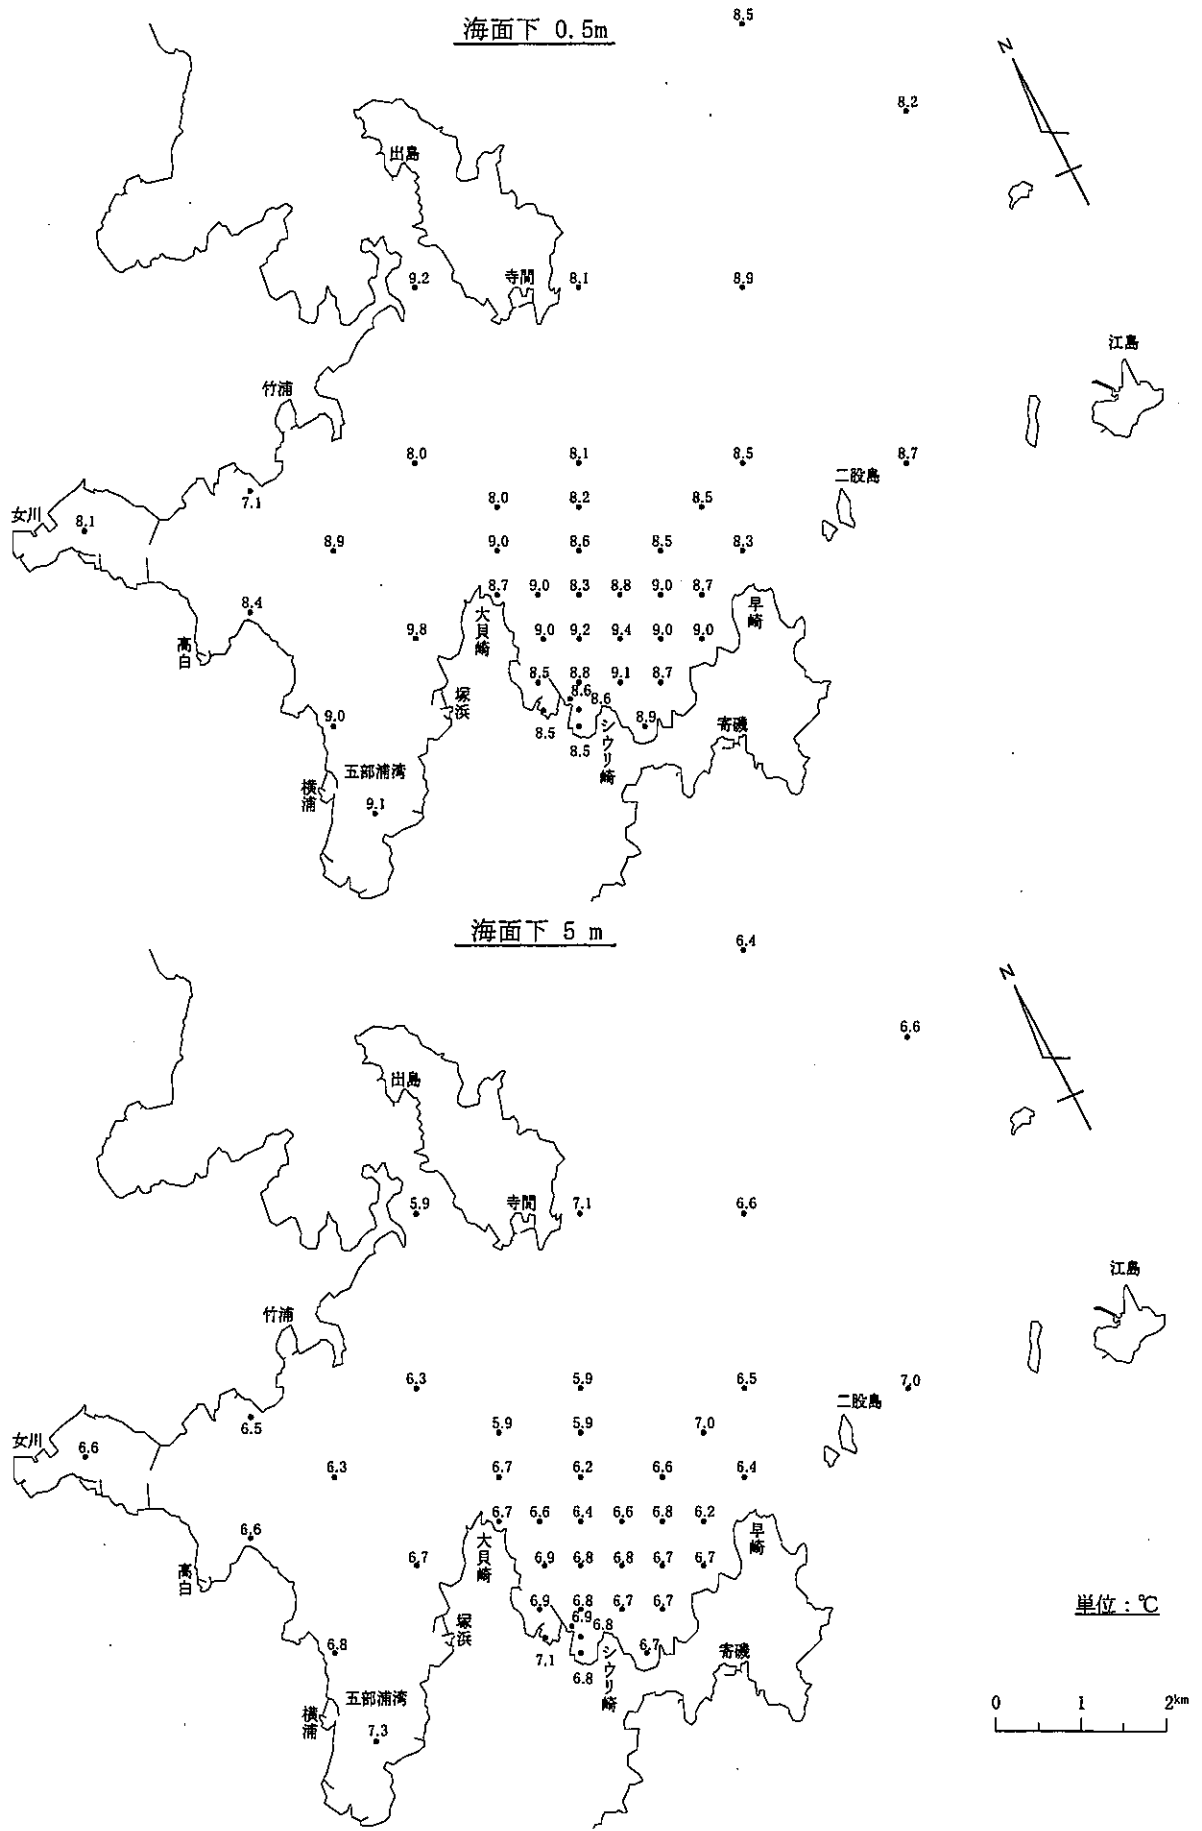 海面下 0.5m
8.5
8.2
N
出島
寺間
9.2
8.1
8.9
江島
竹浦
8.0
8.1
8.5
8.7
二股島
7.1
8.0
8.2
8.5
女川
8.1
8.9
9.0
8.6
8.5
8.3
8.7
9.0
8.3
8.8
9.0
8.7
8.4
早崎
大貝崎
高白
9.8
9.0
9.2
9.4
9.0
9.0
8.5
8.8
9.1
8.7
塚浜
8.6
8.6
9.0
8.5
8.5
シウリ崎
8.9
寄磯
五部浦湾
横浦
9.1
海面下 5 m
6.4
6.6
N
出島
寺間
5.9
7.1
6.6
江島
竹浦
6.3
5.9
6.5
7.0
二股島
6.5
5.9
5.9
7.0
女川
6.6
6.3
6.7
6.2
6.6
6.4
6.7
6.6
6.4
6.6
6.8
6.2
6.6
早崎
大貝崎
高白
6.7
6.9
6.8
6.8
6.7
6.7
6.9
6.8
6.7
6.7
単位：℃
塚浜
6.9
6.8
6.8
7.1
6.8
シウリ崎
6.7
寄磯
五部浦湾
横浦
7.3
0 1 2km